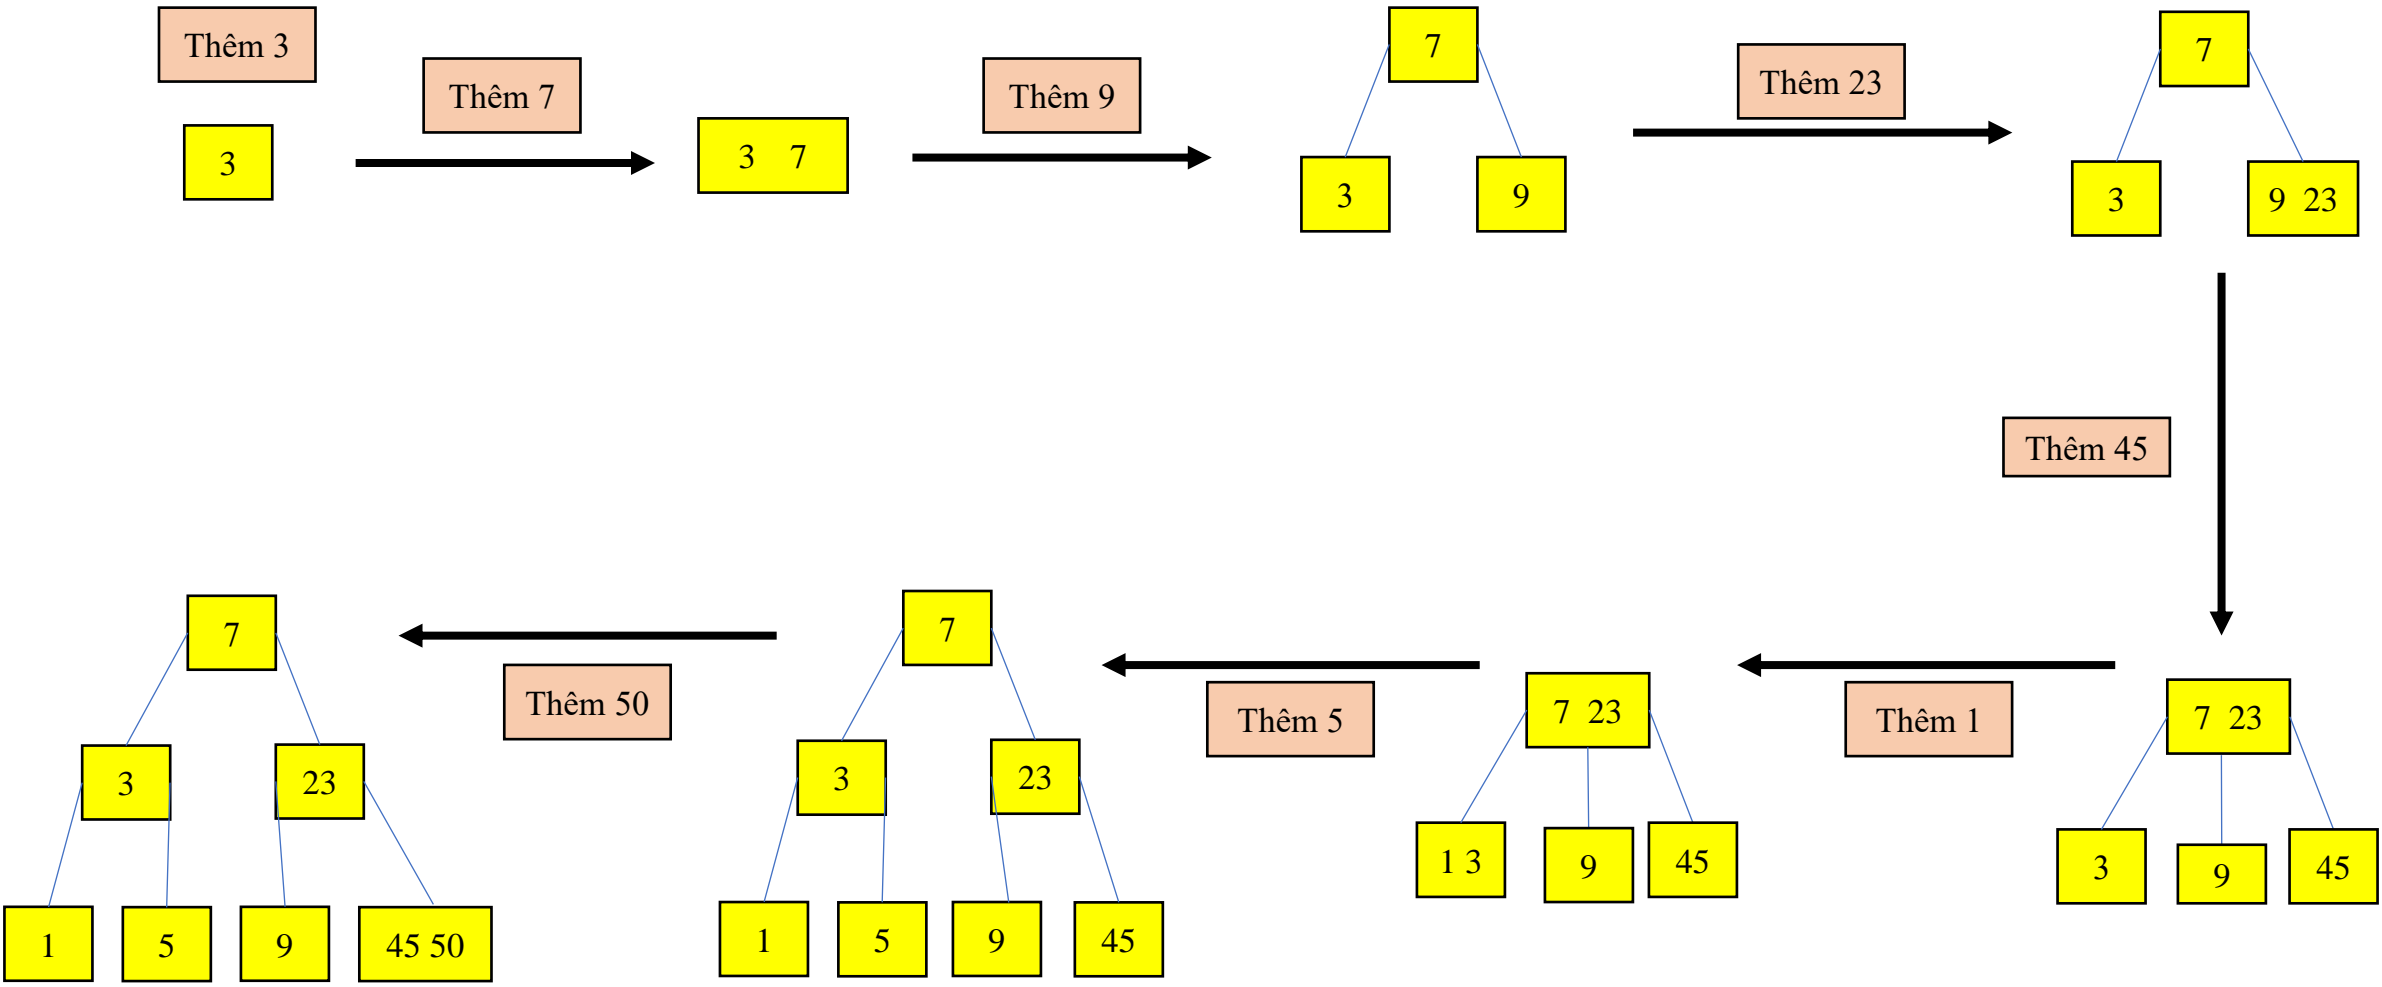 Thêm 3
3
Thêm 7
3 7
Thêm 9
7
3 9
Thêm 23
7
3 9 23
Thêm 45
7 23
3 9 45
Thêm 1
7 23
1 3 9 45
Thêm 5
7
3 23
1 5 9 45
Thêm 50
7
3 23
1 5 9 45 50